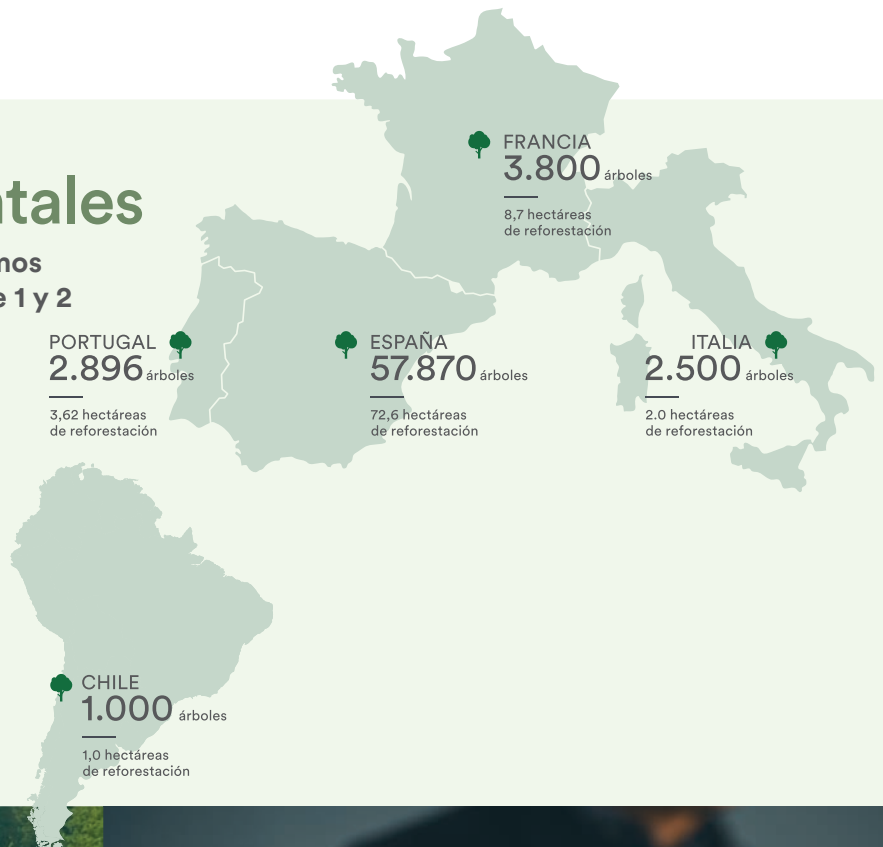 FRANCIA
3.800 árboles
8,7 hectáreas
de reforestación
1 y 2
PORTUGAL
2.896 árboles
3,62 hectáreas
de reforestación
ESPAÑA
57.870 árboles
72,6 hectáreas
de reforestación
ITALIA
2.500 árboles
2.0 hectáreas
de reforestación
CHILE
1.000 árboles
1,0 hectáreas
de reforestación